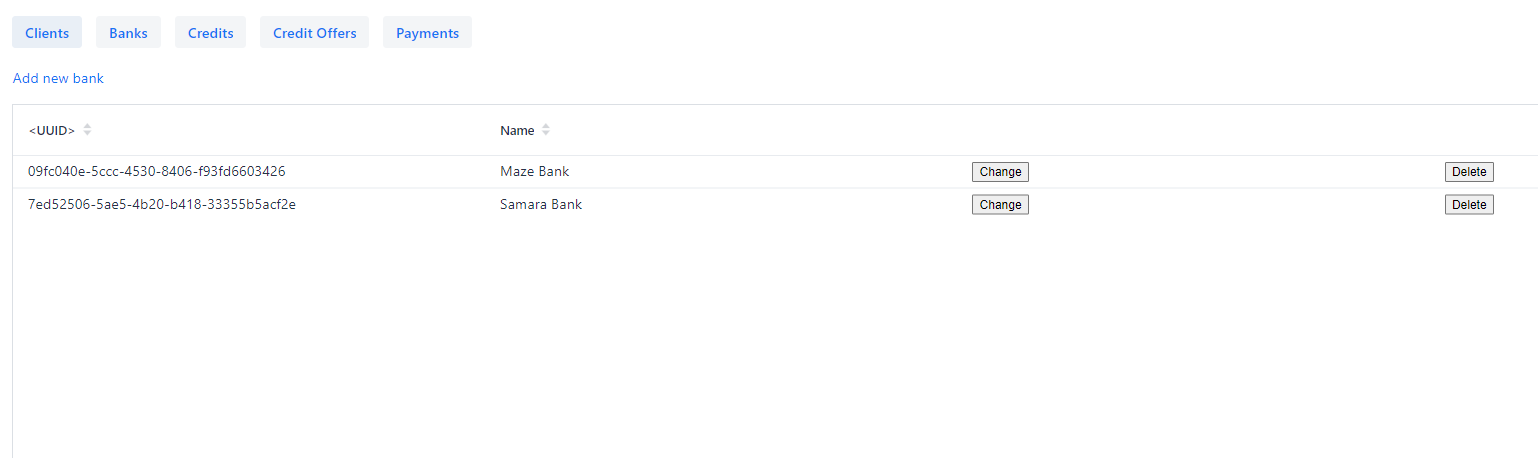 Clients Banks Credits Credit Offers Payments
Add new bank
<UUID> Name
09fc040e-5ccc-4530-8406-f93fd6603426 Maze Bank Change Delete
7ed52506-5ae5-4b20-b418-33355b5acf2e Samara Bank Change Delete